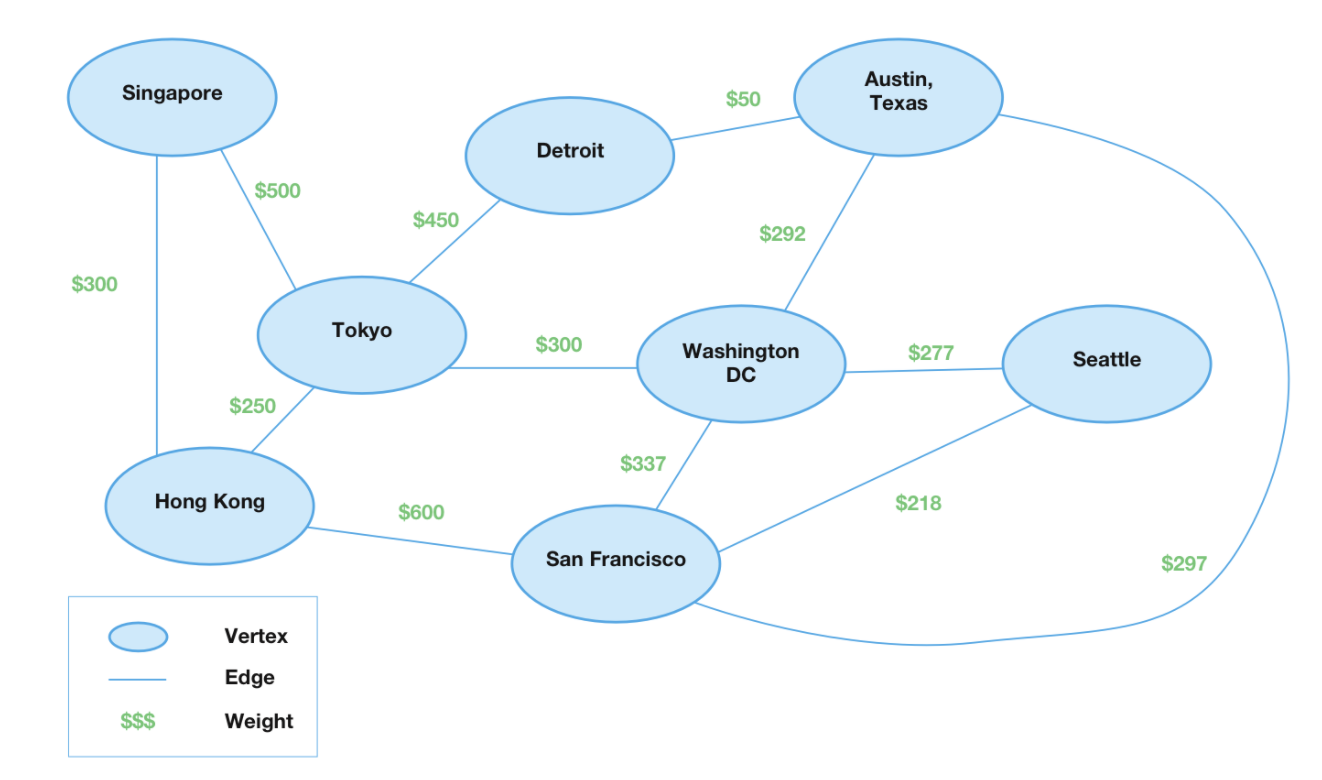 Singapore
Austin,
Texas
$50
Detroit
$500
$450
$292
$300
Tokyo
$300
Washington
DC
$277
Seattle
$250
$337
Hong Kong
$600
$218
San Francisco
$297
Vertex
Edge
$$$ Weight